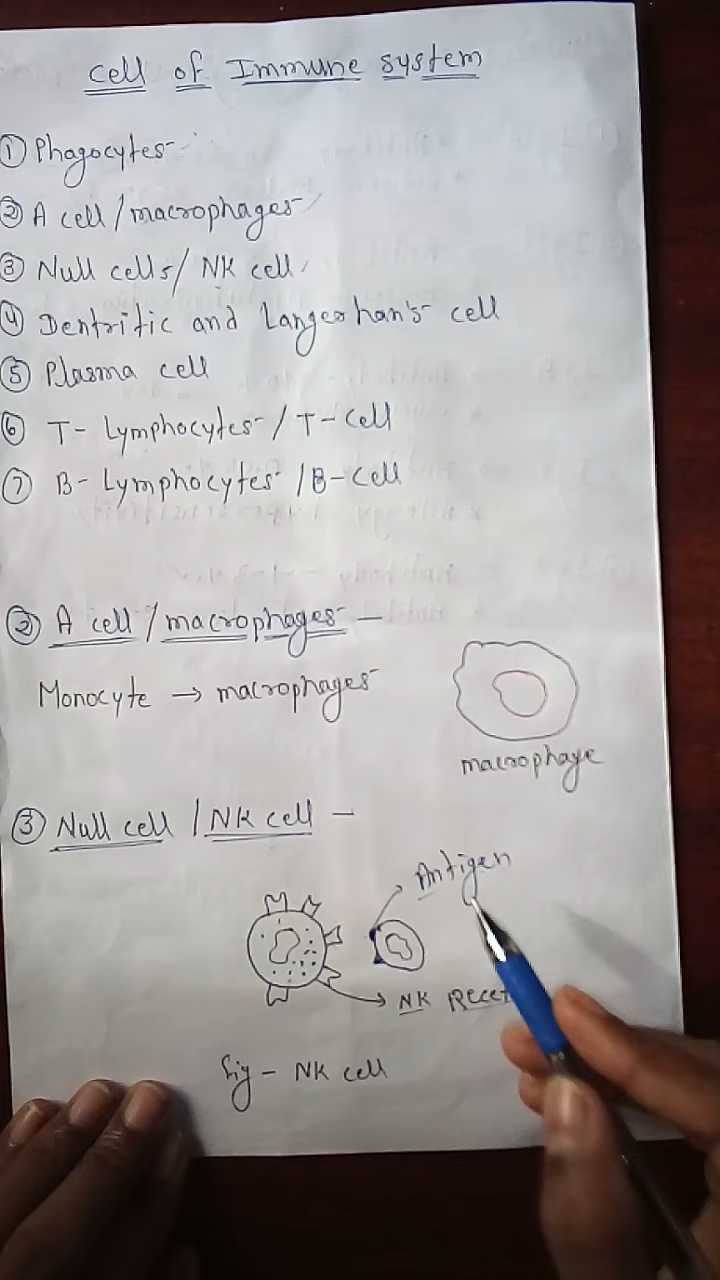 Cell of Immune system
① Phagocytes-
② A cell / macrophages
③ Null cells / NK cell
④ Dentritic and Langerhan's cell
⑤ Plasma cell
⑥ T- Lymphocytes / T-cell
⑦ B- Lymphocytes / B-cell
② A cell / macrophages —
Monocyte → macrophages
macrophage
③ Null cell / NK cell —
Antigen
NK
Fig - NK cell